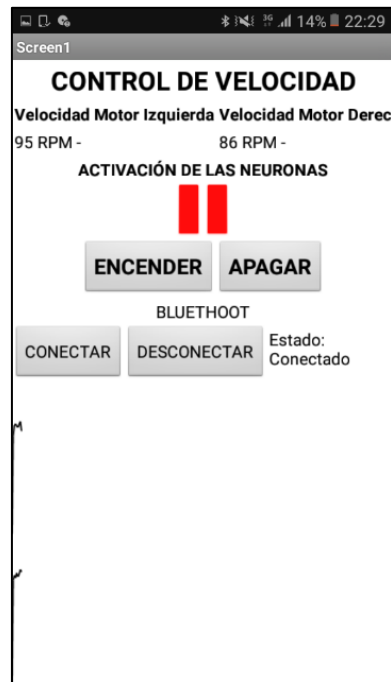 3G 14% 22:29
Screen1
CONTROL DE VELOCIDAD
Velocidad Motor Izquierda Velocidad Motor Derec
95 RPM - 86 RPM -
ACTIVACIÓN DE LAS NEURONAS
ENCENDER APAGAR
BLUETHOOT
CONECTAR DESCONECTAR Estado:
Conectado